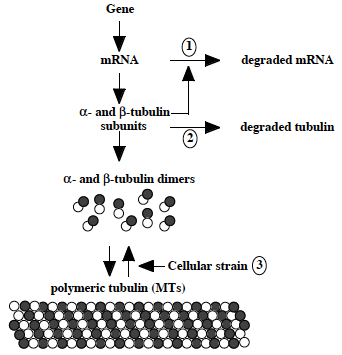 Gene
1
mRNA degraded mRNA
α- and β-tubulin
subunits degraded tubulin
2
α- and β-tubulin dimers
Cellular strain 3
polymeric tubulin (MTs)